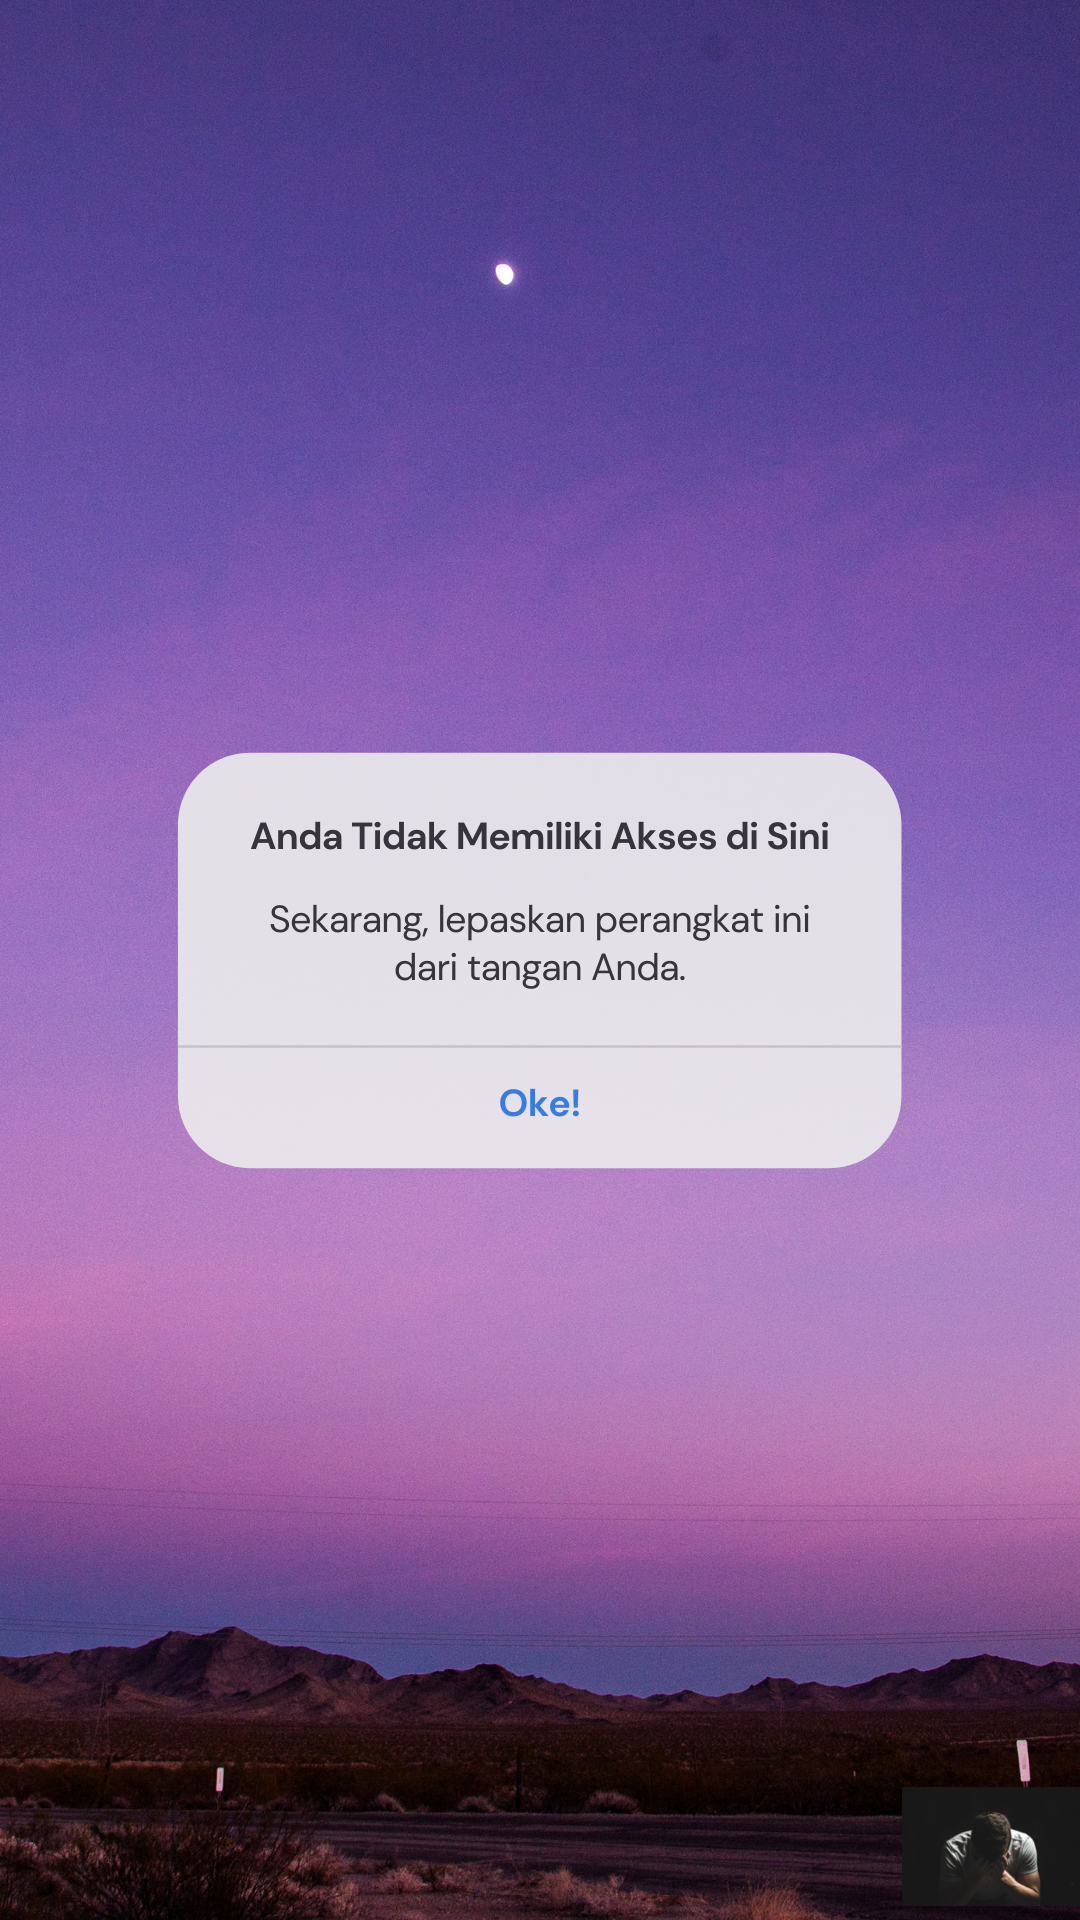 Anda Tidak Memiliki Akses di Sini
Sekarang, lepaskan perangkat ini
dari tangan Anda.
Oke!